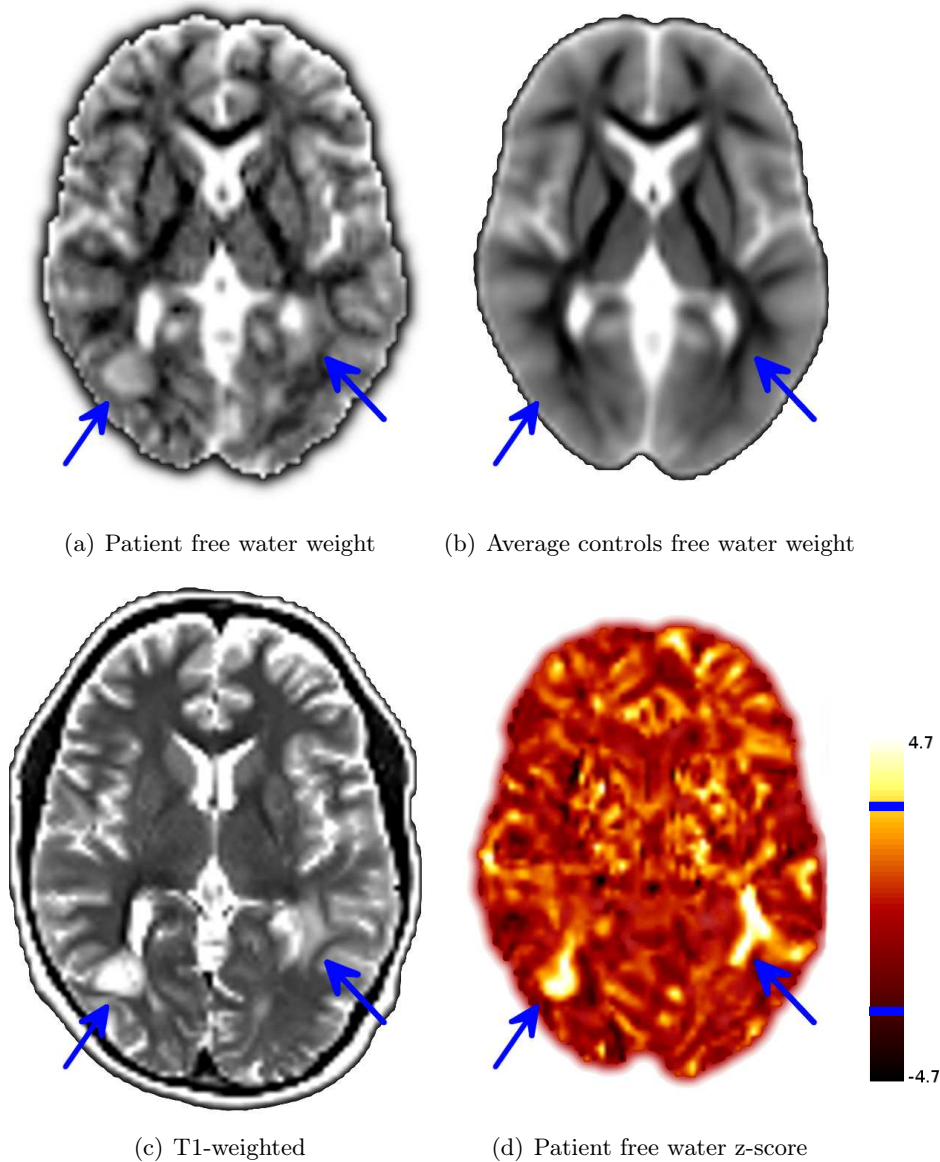 (a) Patient free water weight
(b) Average controls free water weight
4.7
-4.7
(c) T1-weighted
(d) Patient free water z-score